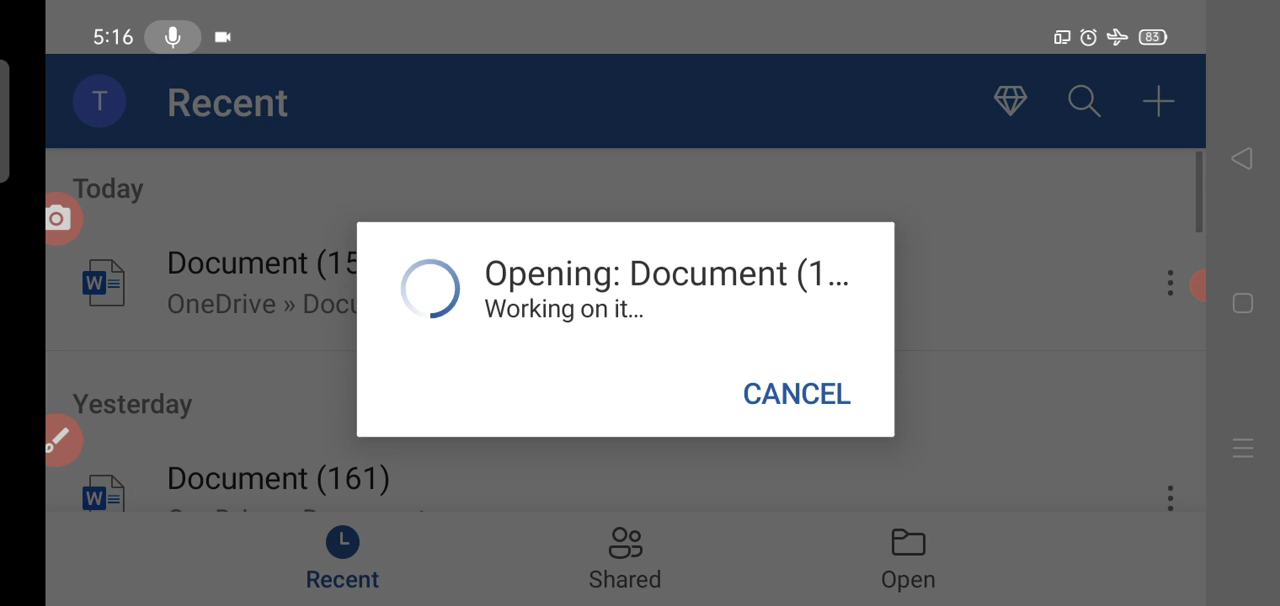 5:16
83
T
Recent
Today
Document (15
OneDrive » Docu
Opening: Document (1...
Working on it...
CANCEL
Yesterday
W
Document (161)
W
Recent
Shared
Open